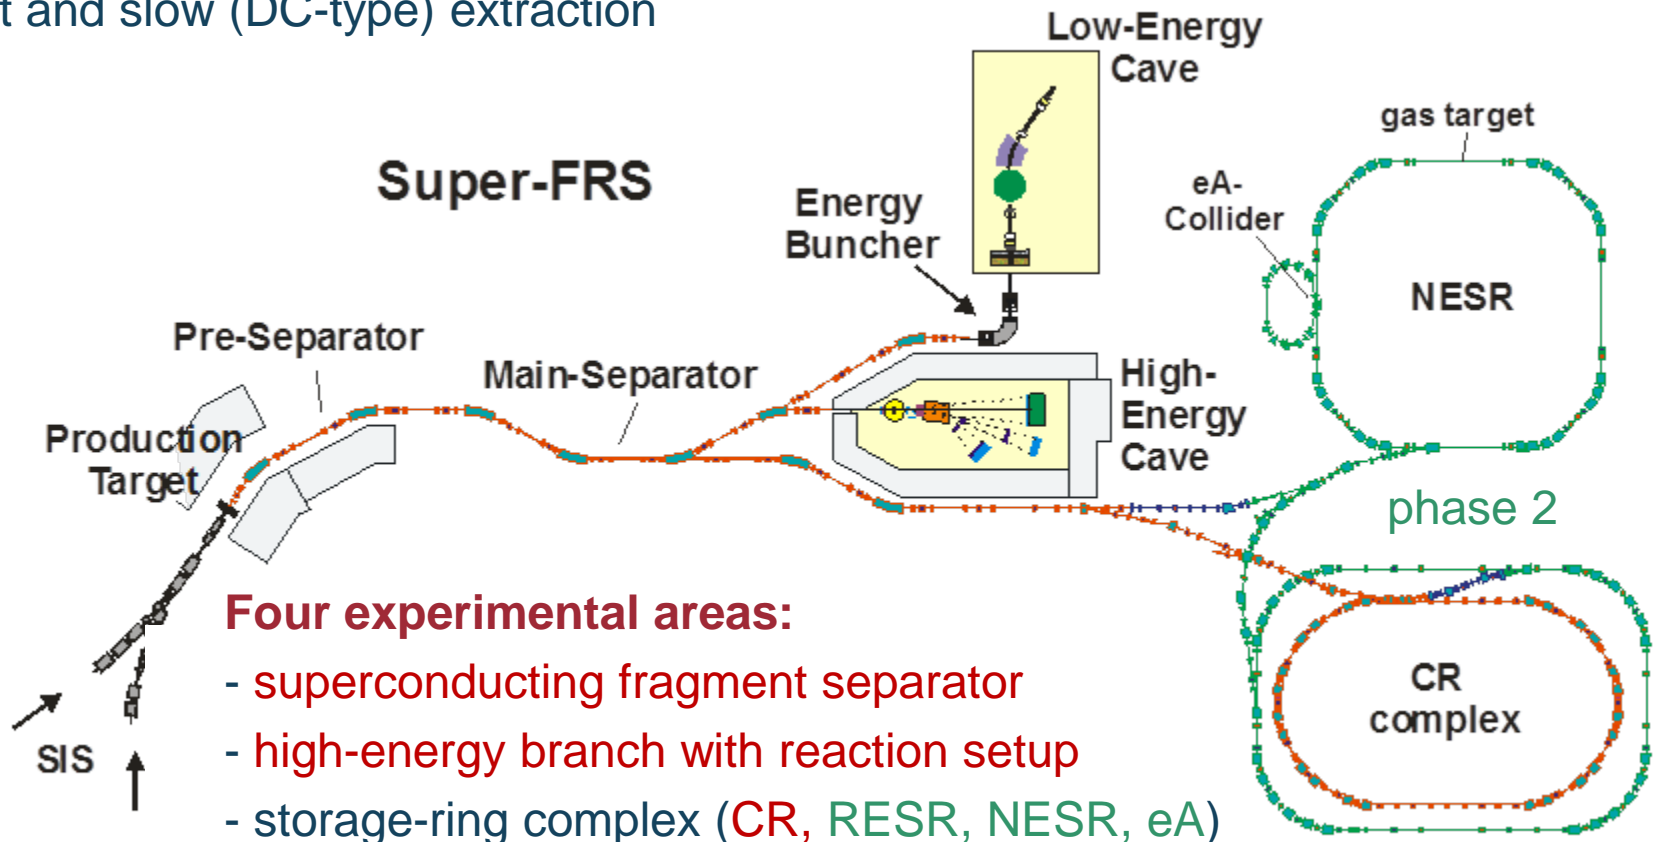 t and slow (DC-type) extraction
Low-Energy
Cave
gas target
Super-FRS
Energy
Buncher
eA-
Collider
NESR
Pre-Separator
Main-Separator
High-
Energy
Cave
Production
Target
phase 2
Four experimental areas:
- superconducting fragment separator
- high-energy branch with reaction setup
- storage-ring complex (CR, RESR, NESR, eA)
SIS
CR
complex